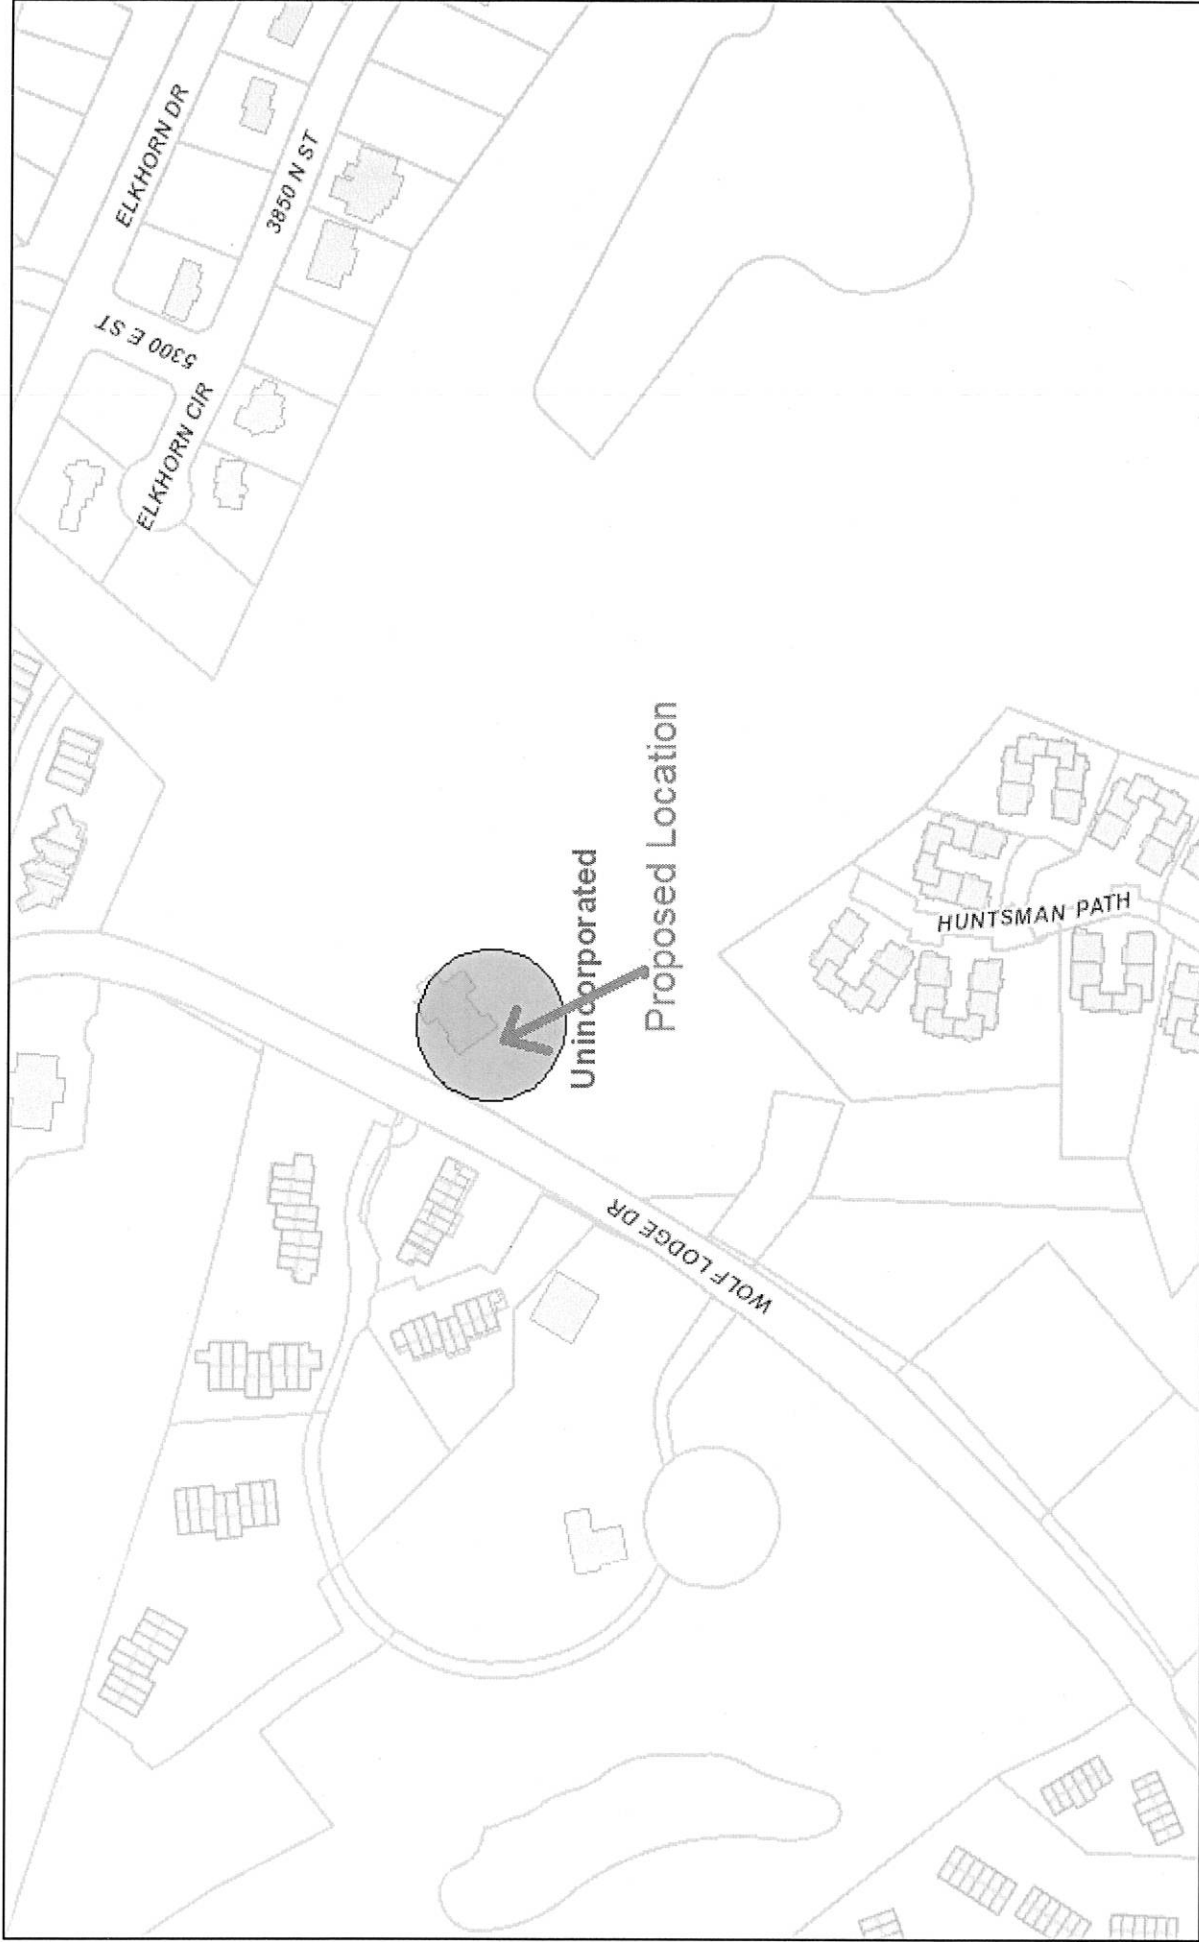 ELKHORN DR
3850 N ST
5300 E ST
ELKHORN CIR
Unincorporated
Proposed Location
HUNTSMAN PATH
WOLF LODGE DR